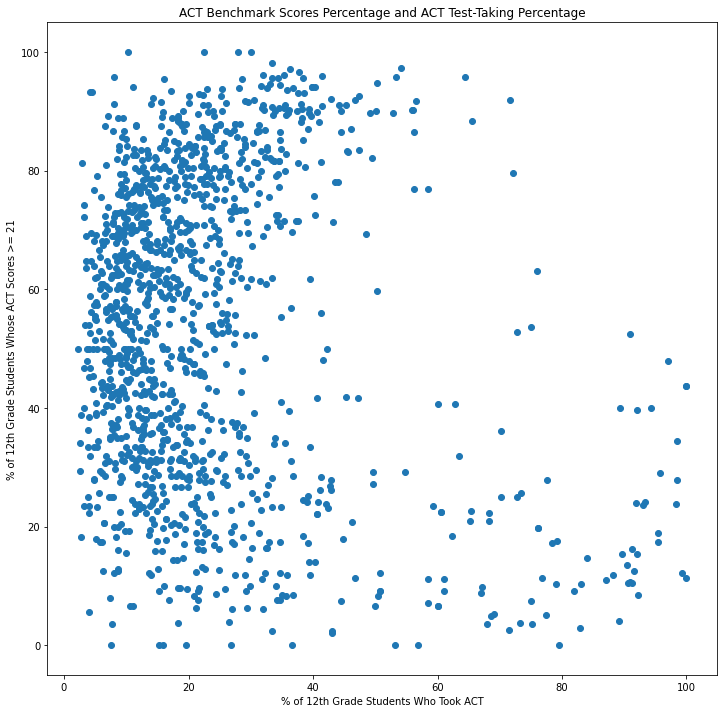 ACT Benchmark Scores Percentage and ACT Test-Taking Percentage
% of 12th Grade Students Whose ACT Scores >= 21
100
80
60
40
20
0
0 20 40 60 80 100
% of 12th Grade Students Who Took ACT